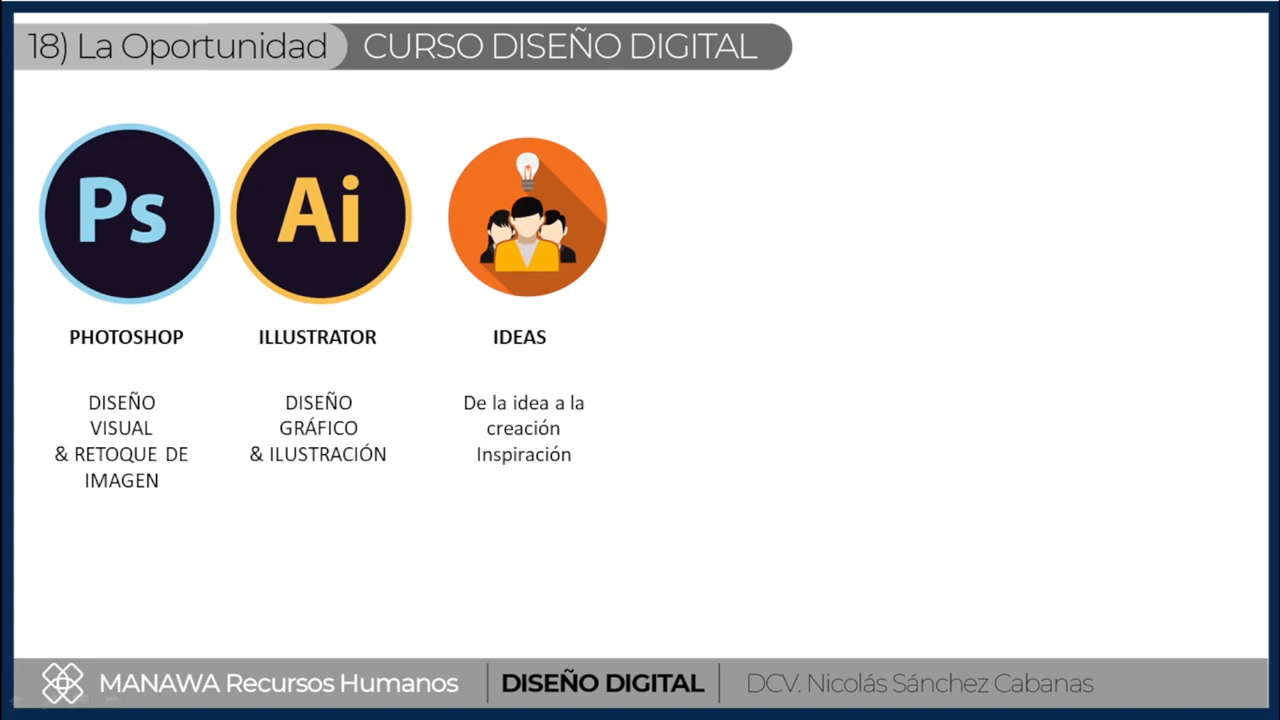 18) La Oportunidad CURSO DISEÑO DIGITAL
Ps
Ai
PHOTOSHOP
DISEÑO
VISUAL
& RETOQUE DE
IMAGEN
ILLUSTRATOR
DISEÑO
GRÁFICO
& ILUSTRACIÓN
IDEAS
De la idea a la
creación
Inspiración
MANAWA Recursos Humanos DISEÑO DIGITAL DCV. Nicolás Sánchez Cabanas